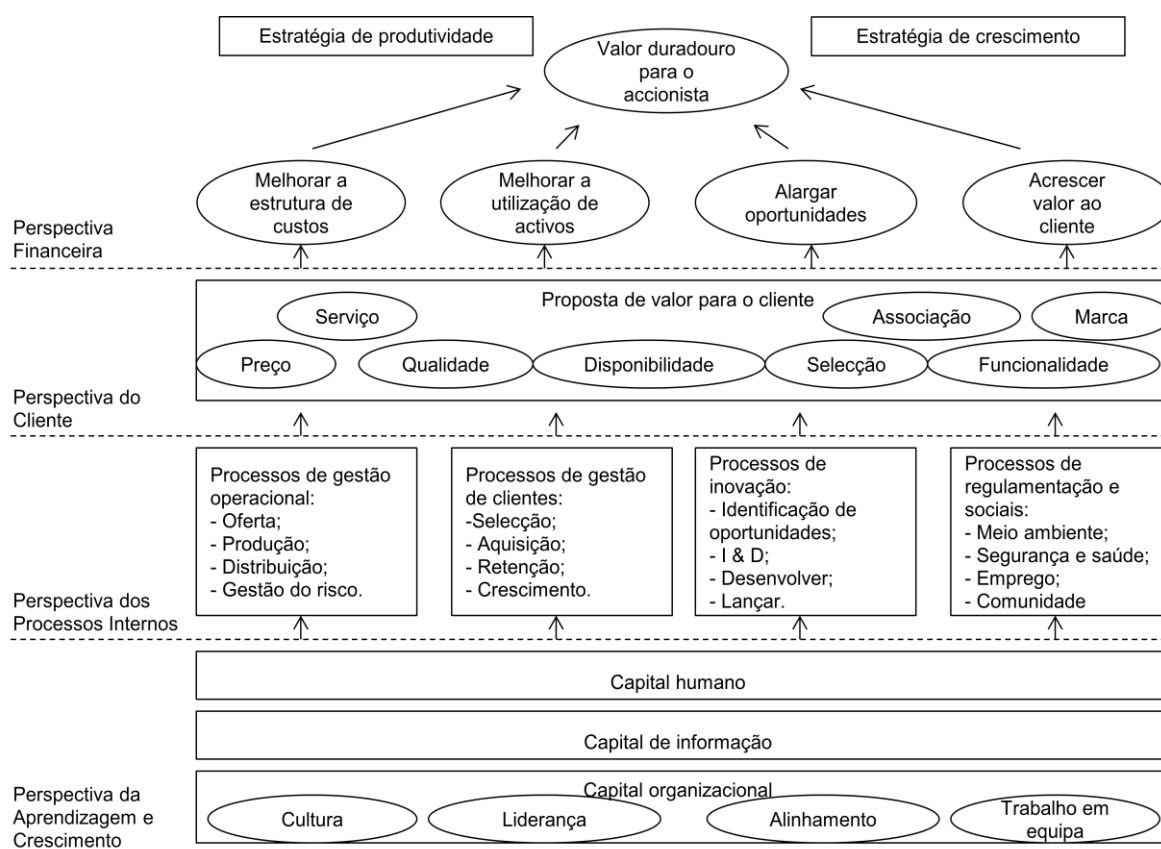 Estratégia de produtividade
Valor duradouro
para o
accionista
Estratégia de crescimento
Melhorar a
estrutura de
custos
Melhorar a
utilização de
activos
Alargar
oportunidades
Acrescer
valor ao
cliente
Perspectiva
Financeira
Proposta de valor para o cliente
Serviço
Associação
Marca
Preço
Qualidade
Disponibilidade
Selecção
Funcionalidade
Perspectiva do
Cliente
Processos de gestão
operacional:
- Oferta;
- Produção;
- Distribuição;
- Gestão do risco.
Processos de gestão
de clientes:
-Selecção;
- Aquisição;
- Retenção;
- Crescimento.
Processos de
inovação:
- Identificação de
oportunidades;
- I & D;
- Desenvolver;
- Lançar.
Processos de
regulamentação e
sociais:
- Meio ambiente;
- Segurança e saúde;
- Emprego;
- Comunidade
Perspectiva dos
Processos Internos
Capital humano
Capital de informação
Capital organizacional
Perspectiva da
Aprendizagem e
Crescimento
Cultura
Liderança
Alinhamento
Trabalho em
equipa